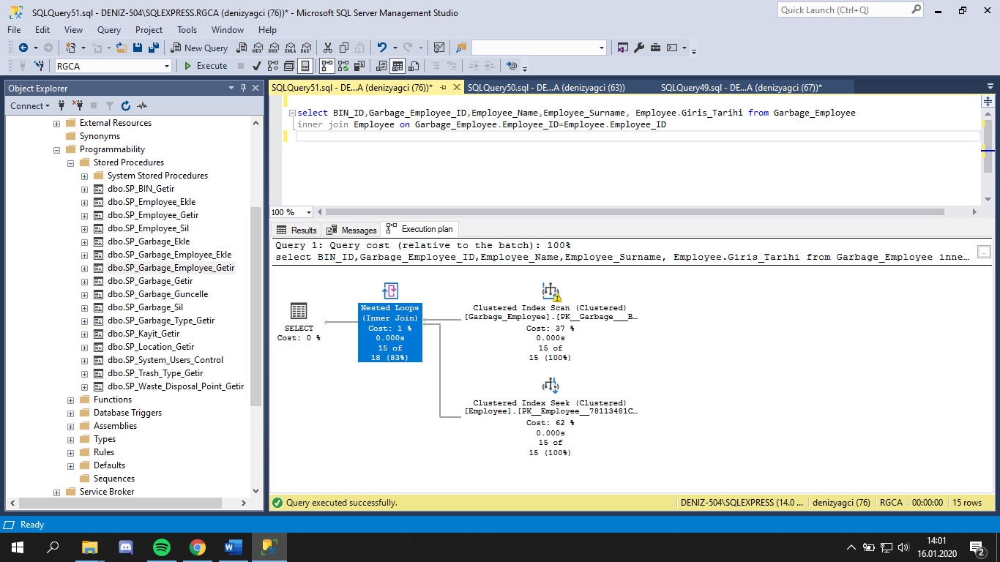 SQLQuery51.sql - DENIZ-504\SQLEXPRESS.RGCA (denizyagci (76))* - Microsoft SQL Server Management Studio
Quick Launch (Ctrl+Q)
File Edit View Query Project Tools Window Help
New Query MDX DMX XMLA DAX
RGCA Execute
Object Explorer
Connect
External Resources
Synonyms
Programmability
Stored Procedures
System Stored Procedures
dbo.SP_BIN_Getir
dbo.SP_Employee_Ekle
dbo.SP_Employee_Getir
dbo.SP_Employee_Sil
dbo.SP_Garbage_Ekle
dbo.SP_Garbage_Employee_Ekle
dbo.SP_Garbage_Employee_Getir
dbo.SP_Garbage_Getir
dbo.SP_Garbage_Guncelle
dbo.SP_Garbage_Sil
dbo.SP_Garbage_Type_Getir
dbo.SP_Kayit_Getir
dbo.SP_Location_Getir
dbo.SP_System_Users_Control
dbo.SP_Trash_Type_Getir
dbo.SP_Waste_Disposal_Point_Getir
Functions
Database Triggers
Assemblies
Types
Rules
Defaults
Sequences
Service Broker
SQLQuery51.sql - DE...A (denizyagci (76))* SQLQuery50.sql - DE...A (denizyagci (63)) SQLQuery49.sql - DE...A (denizyagci (67))*
select BIN_ID,Garbage_Employee_ID,Employee_Name,Employee_Surname, Employee.Giris_Tarihi from Garbage_Employee
inner join Employee on Garbage_Employee.Employee_ID=Employee.Employee_ID
100 %
Results Messages Execution plan
Query 1: Query cost (relative to the batch): 100%
select BIN_ID,Garbage_Employee_ID,Employee_Name,Employee_Surname, Employee.Giris_Tarihi from Garbage_Employee inne...
SELECT
Cost: 0 %
Nested Loops
(Inner Join)
Cost: 1 %
0.000s
15 of
18 (83%)
Clustered Index Scan (Clustered)
[Garbage_Employee].[PK__Garbage___B...
Cost: 37 %
0.000s
15 of
15 (100%)
Clustered Index Seek (Clustered)
[Employee].[PK__Employee__78113481C...
Cost: 62 %
0.000s
15 of
15 (100%)
Query executed successfully. DENIZ-504\SQLEXPRESS (14.0 ... denizyagci (76) RGCA 00:00:00 15 rows
Ready
14:01
16.01.2020
2